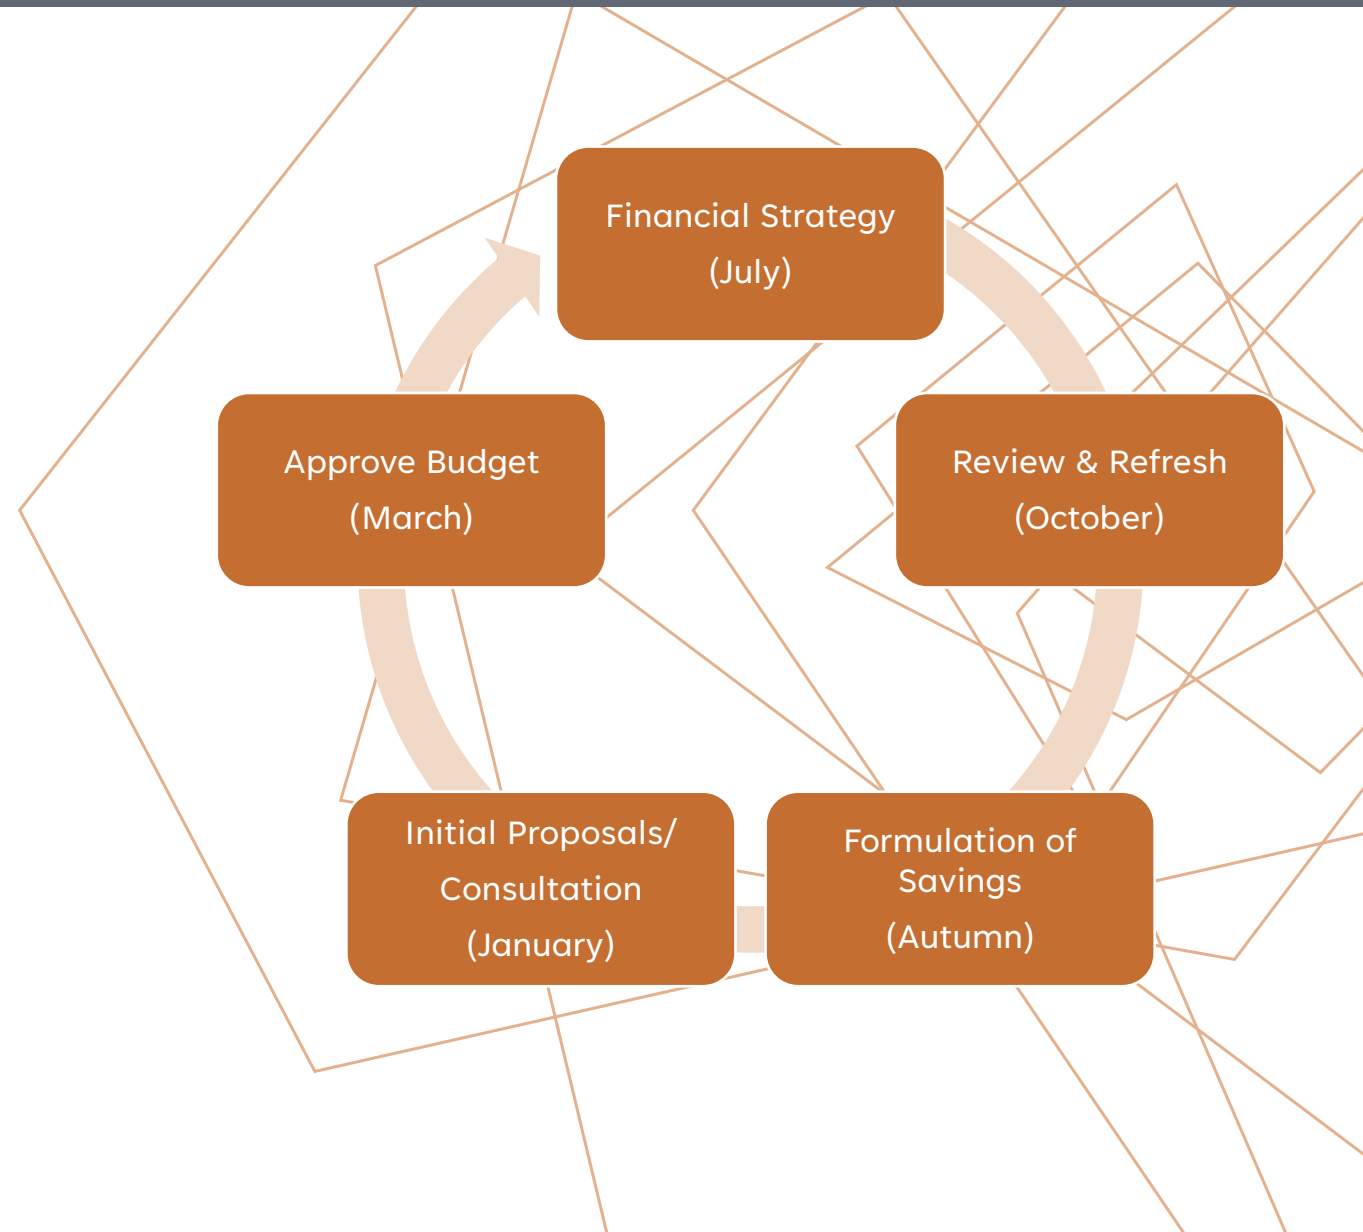 Financial Strategy
(July)
Review & Refresh
(October)
Formulation of
Savings
(Autumn)
Initial Proposals/
Consultation
(January)
Approve Budget
(March)